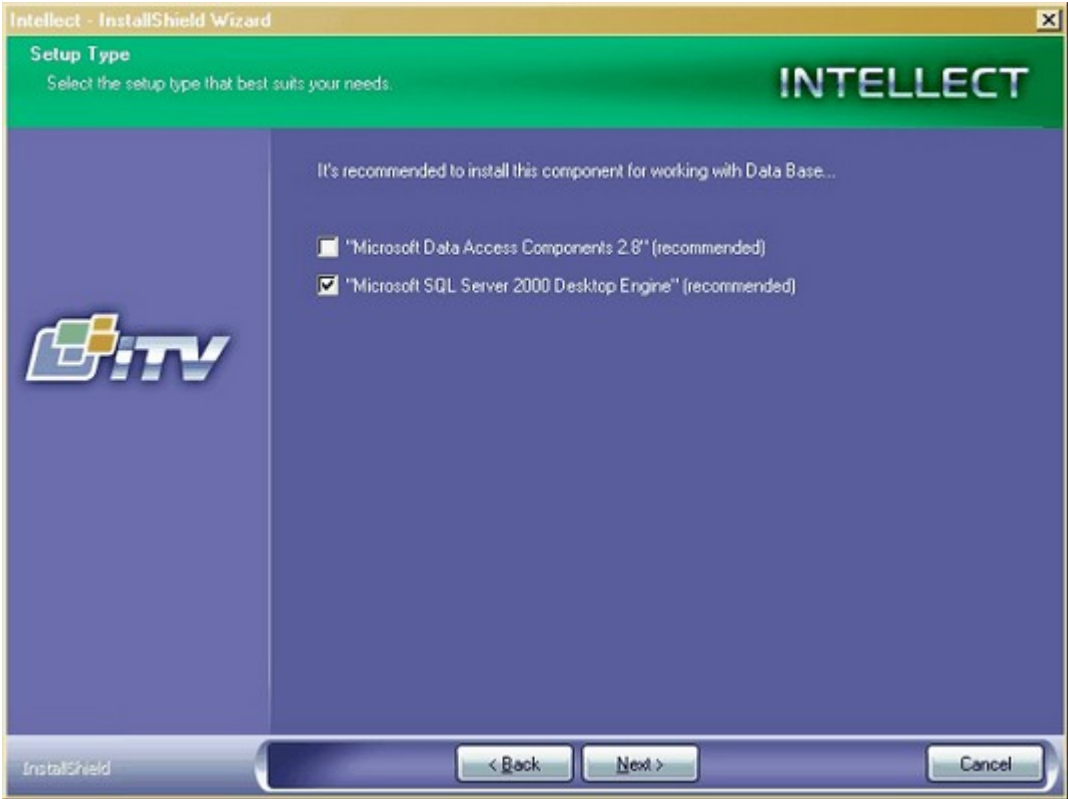 Intellect - InstallShield Wizard
Setup Type
Select the setup type that best suits your needs.
INTELLECT
It's recommended to install this component for working with Data Base...
"Microsoft Data Access Components 2.8" (recommended)
"Microsoft SQL Server 2000 Desktop Engine" (recommended)
iTV
InstallShield
< Back
Next >
Cancel